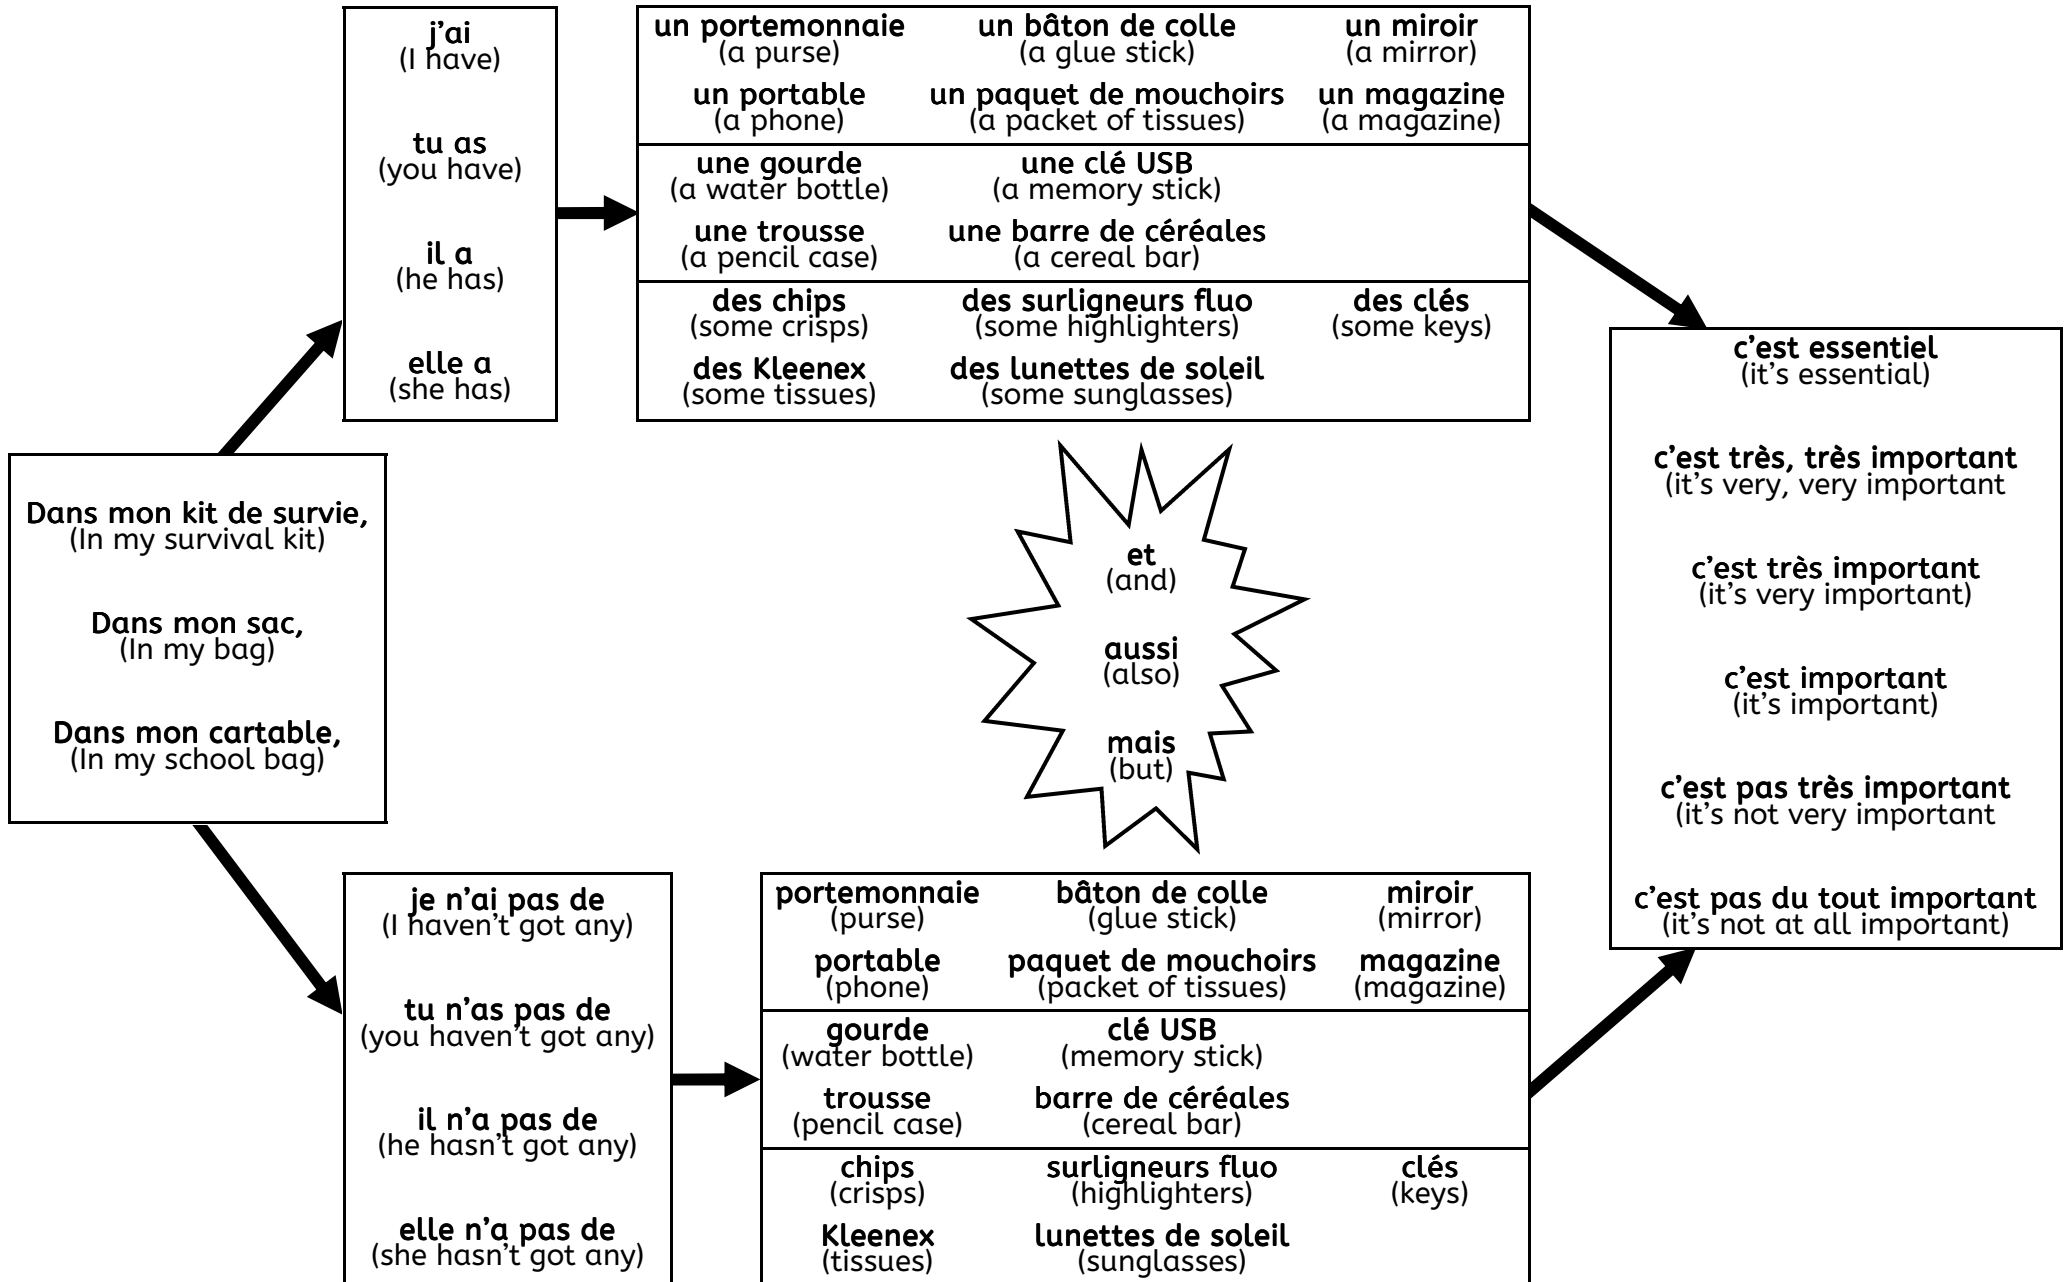 j’ai
(I have)
tu as
(you have)
il a
(he has)
elle a
(she has)
un portemonnaie un bâton de colle un miroir
(a purse) (a glue stick) (a mirror)
un portable un paquet de mouchoirs un magazine
(a phone) (a packet of tissues) (a magazine)
une gourde une clé USB
(a water bottle) (a memory stick)
une trousse une barre de céréales
(a pencil case) (a cereal bar)
des chips des surligneurs fluo des clés
(some crisps) (some highlighters) (some keys)
des Kleenex des lunettes de soleil
(some tissues) (some sunglasses)
Dans mon kit de survie,
(In my survival kit)
Dans mon sac,
(In my bag)
Dans mon cartable,
(In my school bag)
et
(and)
aussi
(also)
mais
(but)
c’est essentiel
(it’s essential)
c’est très, très important
(it’s very, very important
c’est très important
(it’s very important)
c’est important
(it’s important)
c’est pas très important
(it’s not very important
c’est pas du tout important
(it’s not at all important)
je n’ai pas de
(I haven’t got any)
tu n’as pas de
(you haven’t got any)
il n’a pas de
(he hasn’t got any)
elle n’a pas de
(she hasn’t got any)
portemonnaie bâton de colle miroir
(purse) (glue stick) (mirror)
portable paquet de mouchoirs magazine
(phone) (packet of tissues) (magazine)
gourde clé USB
(water bottle) (memory stick)
trousse barre de céréales
(pencil case) (cereal bar)
chips surligneurs fluo clés
(crisps) (highlighters) (keys)
Kleenex lunettes de soleil
(tissues) (sunglasses)